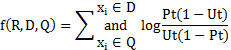 f(R,D,Q) = ∑ xᵢ ∈ D and xᵢ ∈ Q log Pt(1 - Ut) / Ut(1 - Pt)